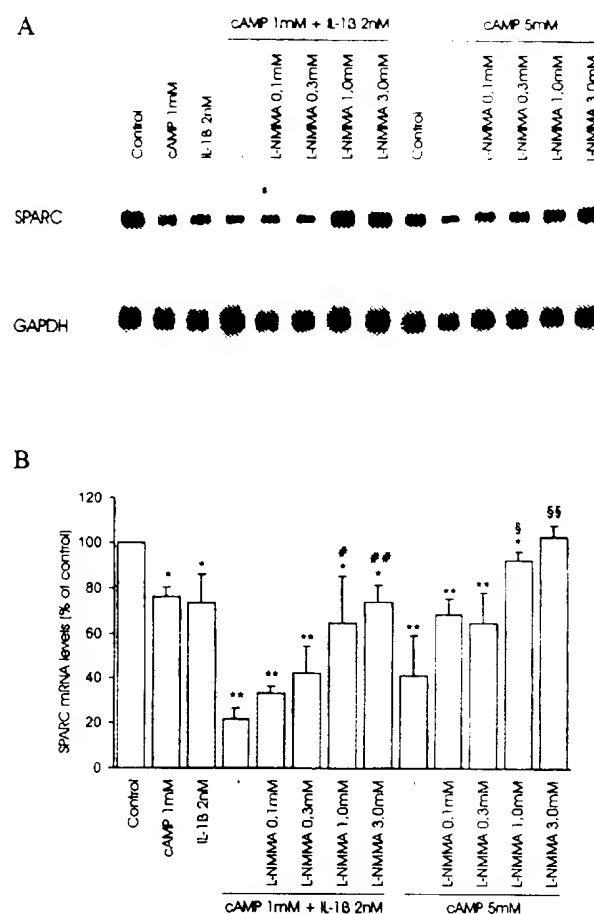 A
cAMP 1mM + IL-1ß 2nM
cAMP 5mM
Control
cAMP 1mM
IL-1ß 2nM
-
L-NMMA 0,1mM
L-NMMA 0,3mM
L-NMMA 1,0mM
L-NMMA 3,0mM
Control
-
L-NMMA 0,1mM
L-NMMA 0,3mM
L-NMMA 1,0mM
L-NMMA 3,0mM
SPARC
GAPDH
B
SPARC mRNA levels (% of control)
120
100
80
60
40
20
0
*
*
**
**
**
#
*
##
*
**
**
**
§
*
§§
Control
cAMP 1mM
IL-1ß 2nM
-
L-NMMA 0,1mM
L-NMMA 0,3mM
L-NMMA 1,0mM
L-NMMA 3,0mM
-
L-NMMA 0,1mM
L-NMMA 0,3mM
L-NMMA 1,0mM
L-NMMA 3,0mM
cAMP 1mM + IL-1ß 2nM
cAMP 5mM